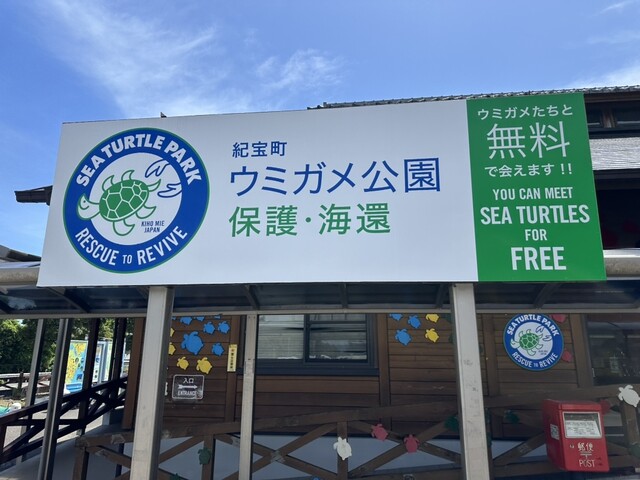 SEA TURTLE PARK
KIHO MIE
JAPAN
RESCUE TO REVIVE
紀宝町
ウミガメ公園
保護・海還
ウミガメたちと
無料
で会えます!!
YOU CAN MEET
SEA TURTLES
FOR
FREE
SEA TURTLE PARK
RESCUE TO REVIVE
入口
ENTRANCE
郵便
POST